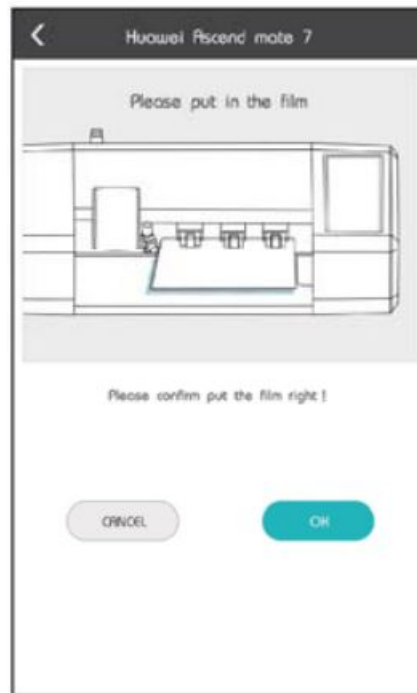 Huawei Ascend mate 7
Please put in the film
Please confirm put the film right !
CANCEL
OK